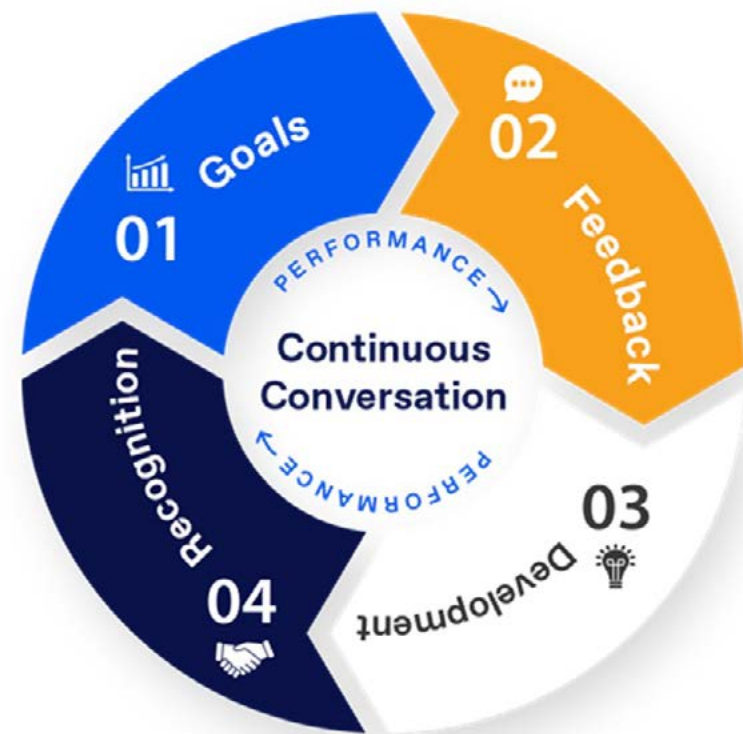 01
Goals
02
Feedback
03
Development
04
Recognition
PERFORMANCE
Continuous
Conversation
PERFORMANCE